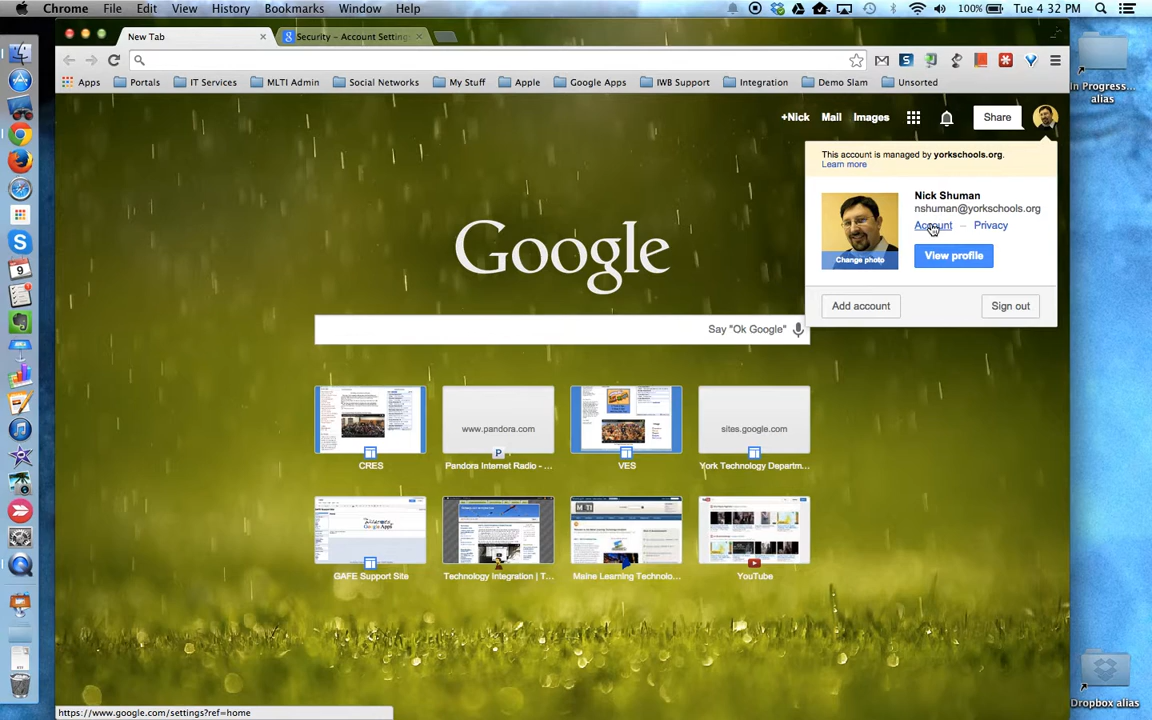 Chrome File Edit View History Bookmarks Window Help 100% Tue 4 4:32 PM
New Tab Security - Account Settings
Apps Portals IT Services MLTI Admin Social Networks My Stuff Apple Google Apps IWB Support Integration Demo Slam Unsorted
In Progress... alias
+Nick Mail Images Share
This account is managed by yorkschools.org.
Learn more
Nick Shuman
nshuman@yorkschools.org
Account – Privacy
Change photo
View profile
Add account Sign out
Google
Say "Ok Google"
www.pandora.com
sites.google.com
CRES
Pandora Internet Radio - ...
VES
York Technology Departm...
GAFE Support Site
Technology Integration | T...
Maine Learning Technolo...
YouTube
Dropbox alias
https://www.google.com/settings?ref=home